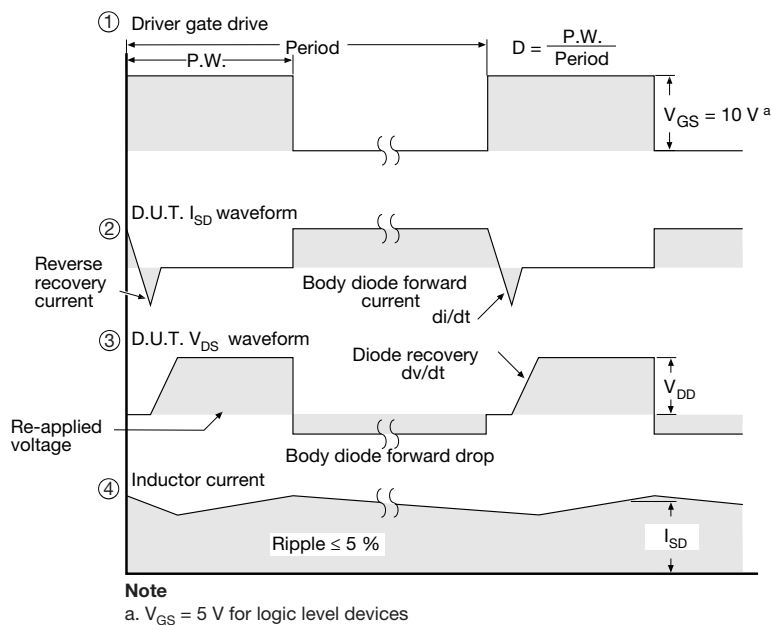 ① Driver gate drive
Period
P.W.
D = P.W. / Period
V_GS = 10 V ᵃ
② D.U.T. I_SD waveform
Reverse
recovery
current
Body diode forward
current
di/dt
③ D.U.T. V_DS waveform
Diode recovery
dv/dt
V_DD
Re-applied
voltage
Body diode forward drop
④ Inductor current
Ripple ≤ 5 %
I_SD
Note
a. V_GS = 5 V for logic level devices